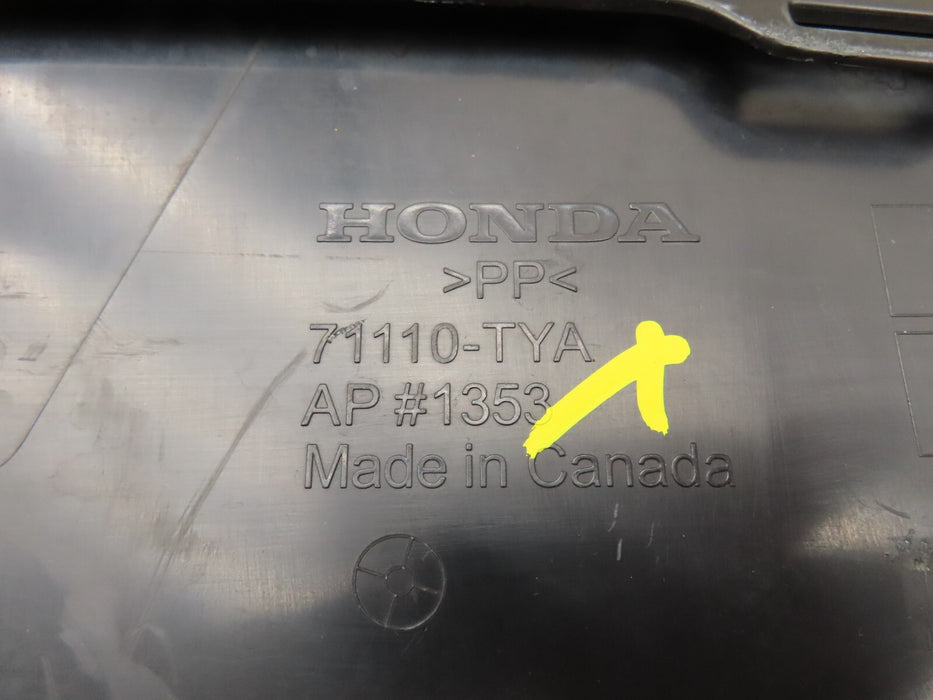 HONDA
>PP<
71110-TYA
AP #1353
Made in Canada